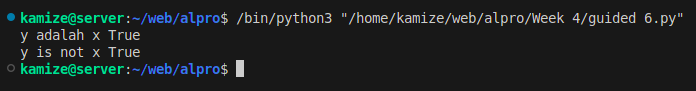 kamize@server:~/web/alpro$ /bin/python3 "/home/kamize/web/alpro/Week 4/guided 6.py"
y adalah x True
y is not x True
kamize@server:~/web/alpro$